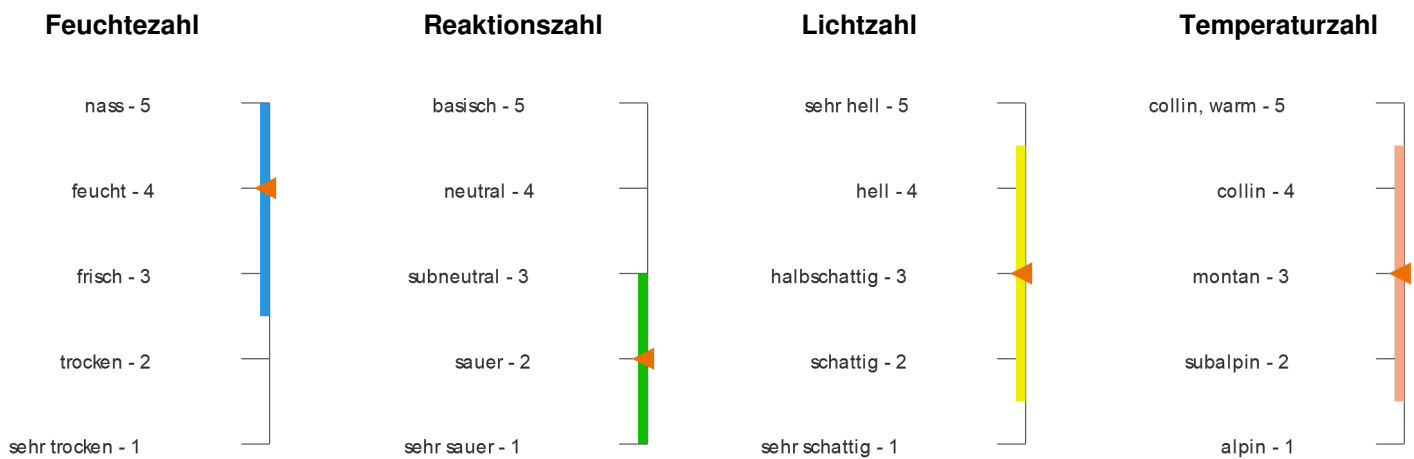 Feuchtezahl
nass - 5
feucht - 4
frisch - 3
trocken - 2
sehr trocken - 1
Reaktionszahl
basisch - 5
neutral - 4
subneutral - 3
sauer - 2
sehr sauer - 1
Lichtzahl
sehr hell - 5
hell - 4
halbschattig - 3
schattig - 2
sehr schattig - 1
Temperaturzahl
collin, warm - 5
collin - 4
montan - 3
subalpin - 2
alpin - 1